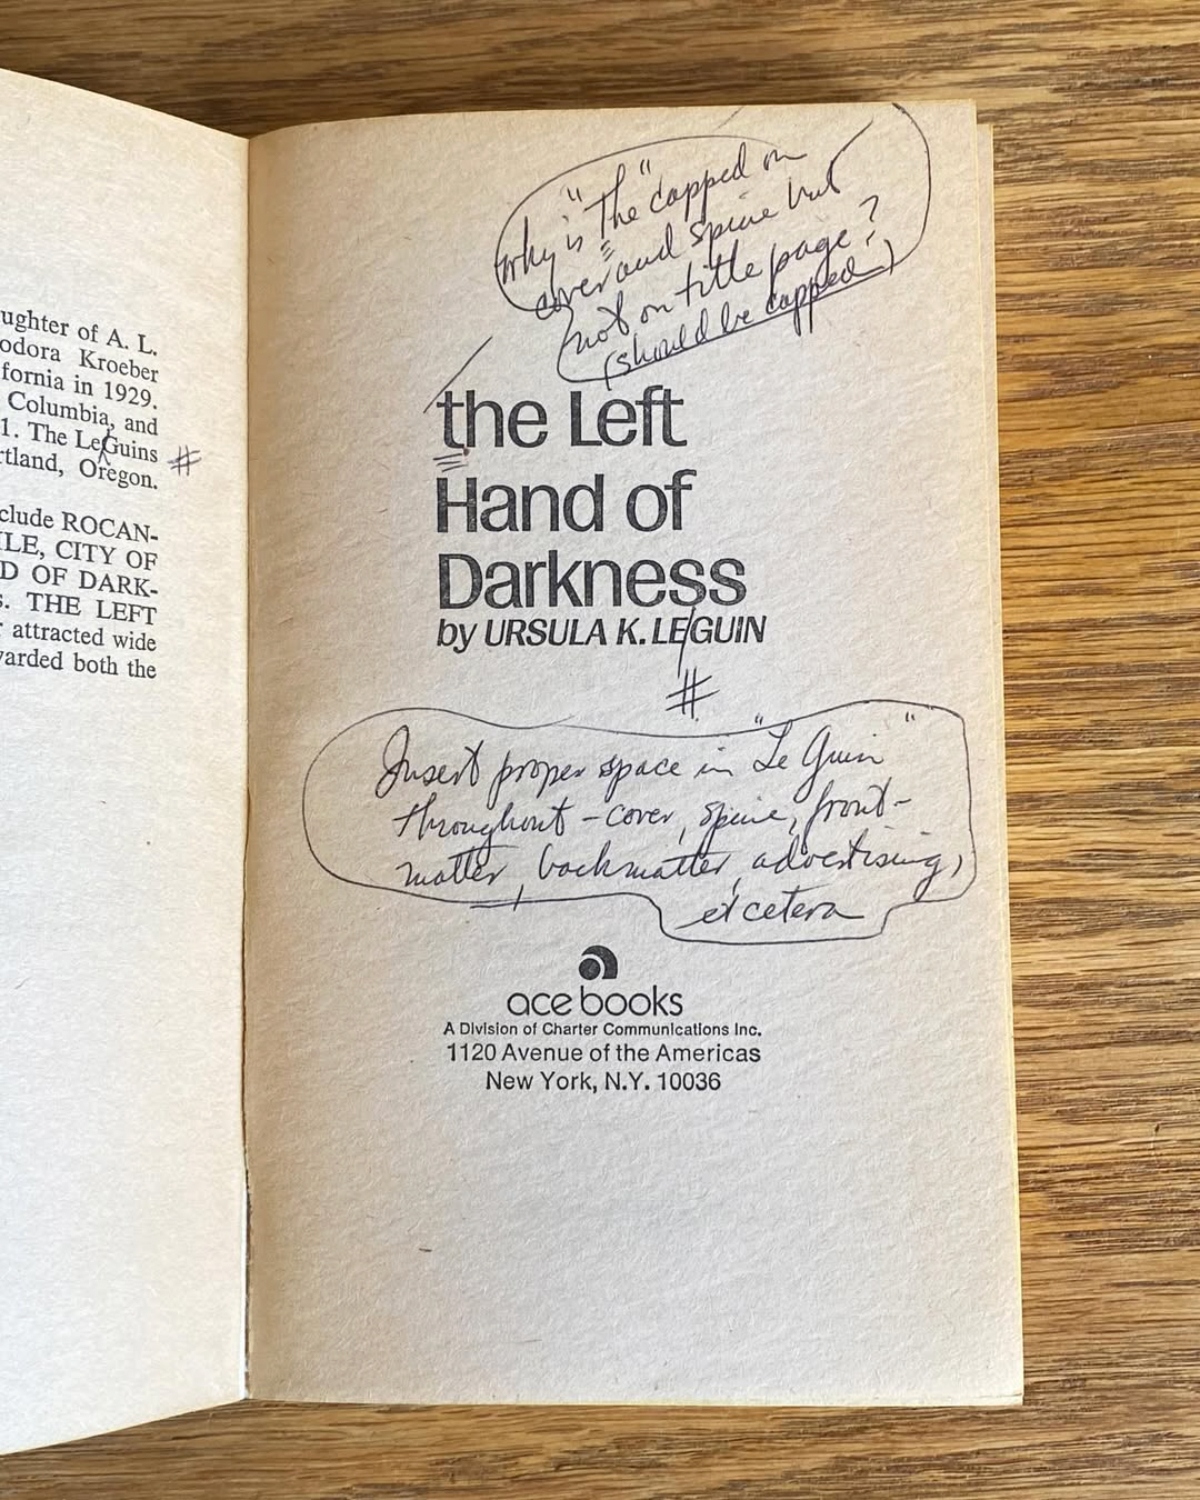 ughter of A. L.
odora Kroeber
fornia in 1929.
Columbia, and
1. The LeGuins #
rtland, Oregon.
clude ROCAN-
ILE, CITY OF
D OF DARK-
s. THE LEFT
r attracted wide
warded both the
Why is "the" capped on
cover and spine but
not on title page?
(should be capped)
the Left
Hand of
Darkness
by URSULA K. LEGUIN
#
Insert proper space in "Le Guin"
throughout - cover, spine, front-
matter, backmatter, advertising,
et cetera
ace books
A Division of Charter Communications Inc.
1120 Avenue of the Americas
New York, N.Y. 10036